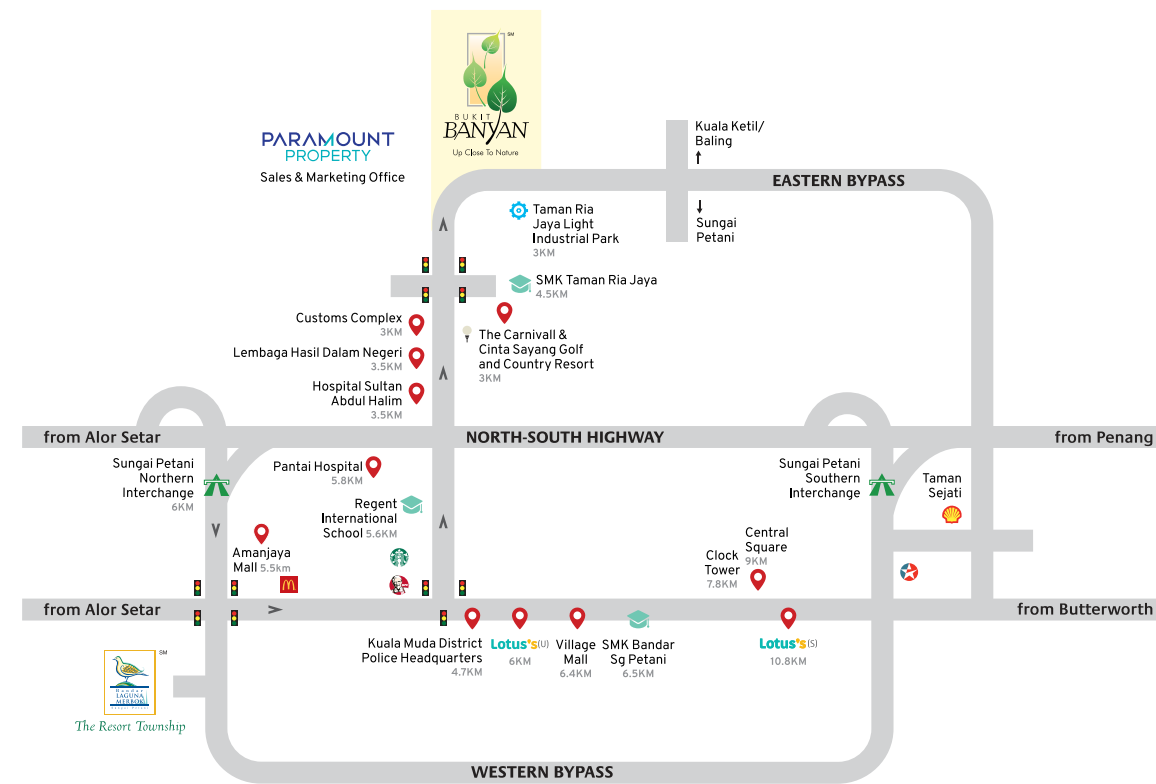 SM
BUKIT
BANYAN
Up Close To Nature
PARAMOUNT
PROPERTY
Sales & Marketing Office
Kuala Ketil/
Baling
EASTERN BYPASS
Sungai
Petani
Taman Ria
Jaya Light
Industrial Park
3KM
SMK Taman Ria Jaya
4.5KM
Customs Complex
3KM
The Carnivall &
Cinta Sayang Golf
and Country Resort
3KM
Lembaga Hasil Dalam Negeri
3.5KM
Hospital Sultan
Abdul Halim
3.5KM
from Alor Setar
NORTH-SOUTH HIGHWAY
from Penang
Sungai Petani
Northern
Interchange
6KM
Pantai Hospital
5.8KM
Regent
International
School 5.6KM
Sungai Petani
Southern
Interchange
Taman
Sejati
Amanjaya
Mall 5.5km
Central
Square
9KM
Clock
Tower
7.8KM
from Alor Setar
from Butterworth
Kuala Muda District
Police Headquarters
4.7KM
Lotus's(U)
6KM
Village
Mall
6.4KM
SMK Bandar
Sg Petani
6.5KM
Lotus's(S)
10.8KM
SM
Bandar
LAGUNA
MERBOK
The Resort Township
WESTERN BYPASS